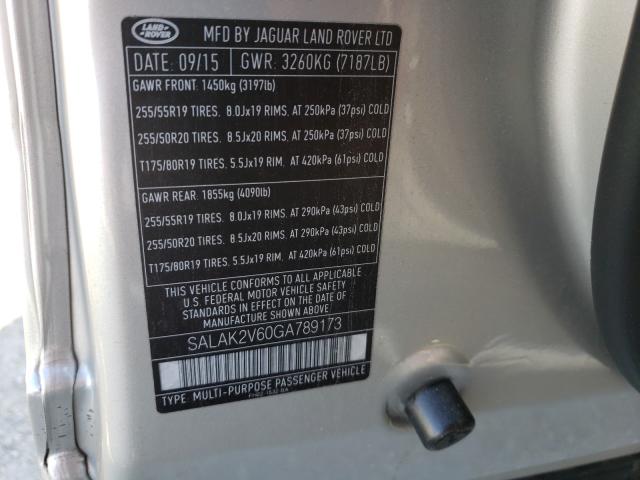 LAND ROVER
MFD BY JAGUAR LAND ROVER LTD
DATE: 09/15 GWR: 3260KG (7187LB)
GAWR FRONT: 1450kg (3197lb)
255/55R19 TIRES. 8.0Jx19 RIMS. AT 250kPa (37psi) COLD
255/50R20 TIRES. 8.5Jx20 RIMS. AT 250kPa (37psi) COLD
T175/80R19 TIRES. 5.5Jx19 RIM. AT 420kPa (61psi) COLD
GAWR REAR: 1855kg (4090lb)
255/55R19 TIRES. 8.0Jx19 RIMS. AT 290kPa (43psi) COLD
255/50R20 TIRES. 8.5Jx20 RIMS. AT 290kPa (43psi) COLD
T175/80R19 TIRES. 5.5Jx19 RIM. AT 420kPa (61psi) COLD
THIS VEHICLE CONFORMS TO ALL APPLICABLE
U.S. FEDERAL MOTOR VEHICLE SAFETY
STANDARDS IN EFFECT ON THE DATE OF
MANUFACTURE SHOWN ABOVE.
SALAK2V60GA789173
TYPE: MULTI-PURPOSE PASSENGER VEHICLE